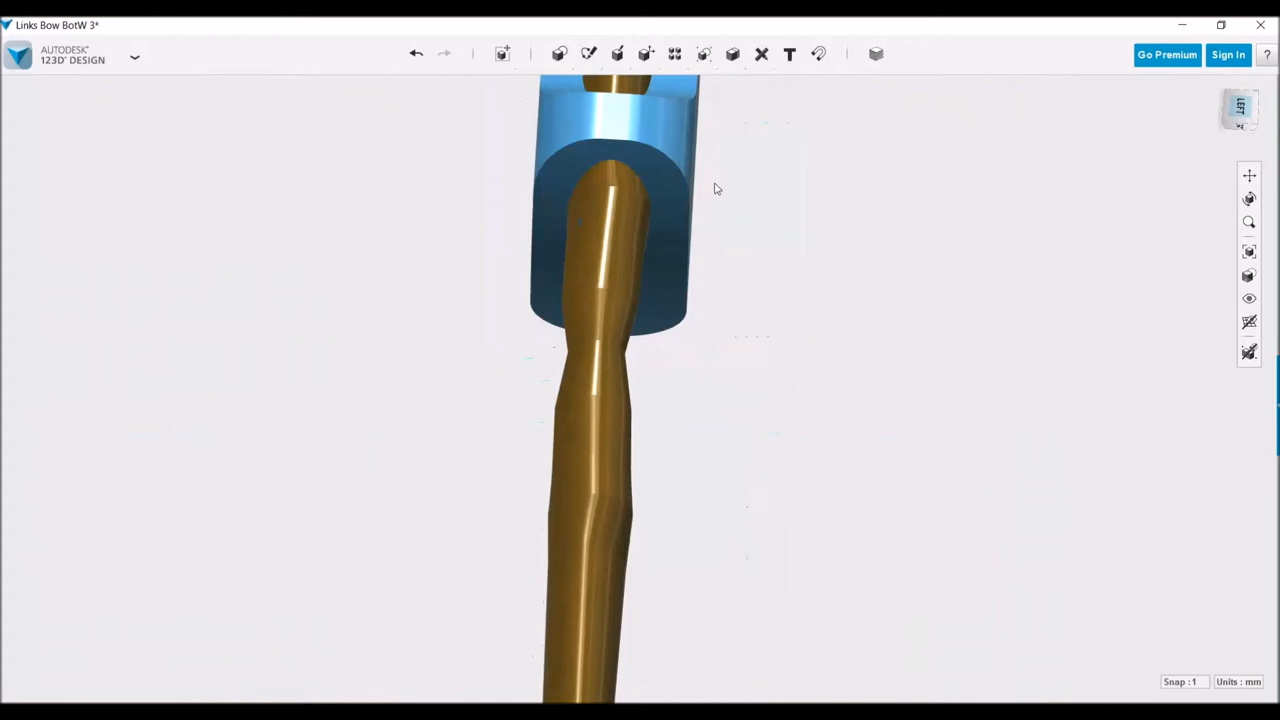 Links Bow BotW 3*
AUTODESK®
123D® DESIGN
Go Premium
Sign In
?
LEFT
Snap : 1
Units : mm